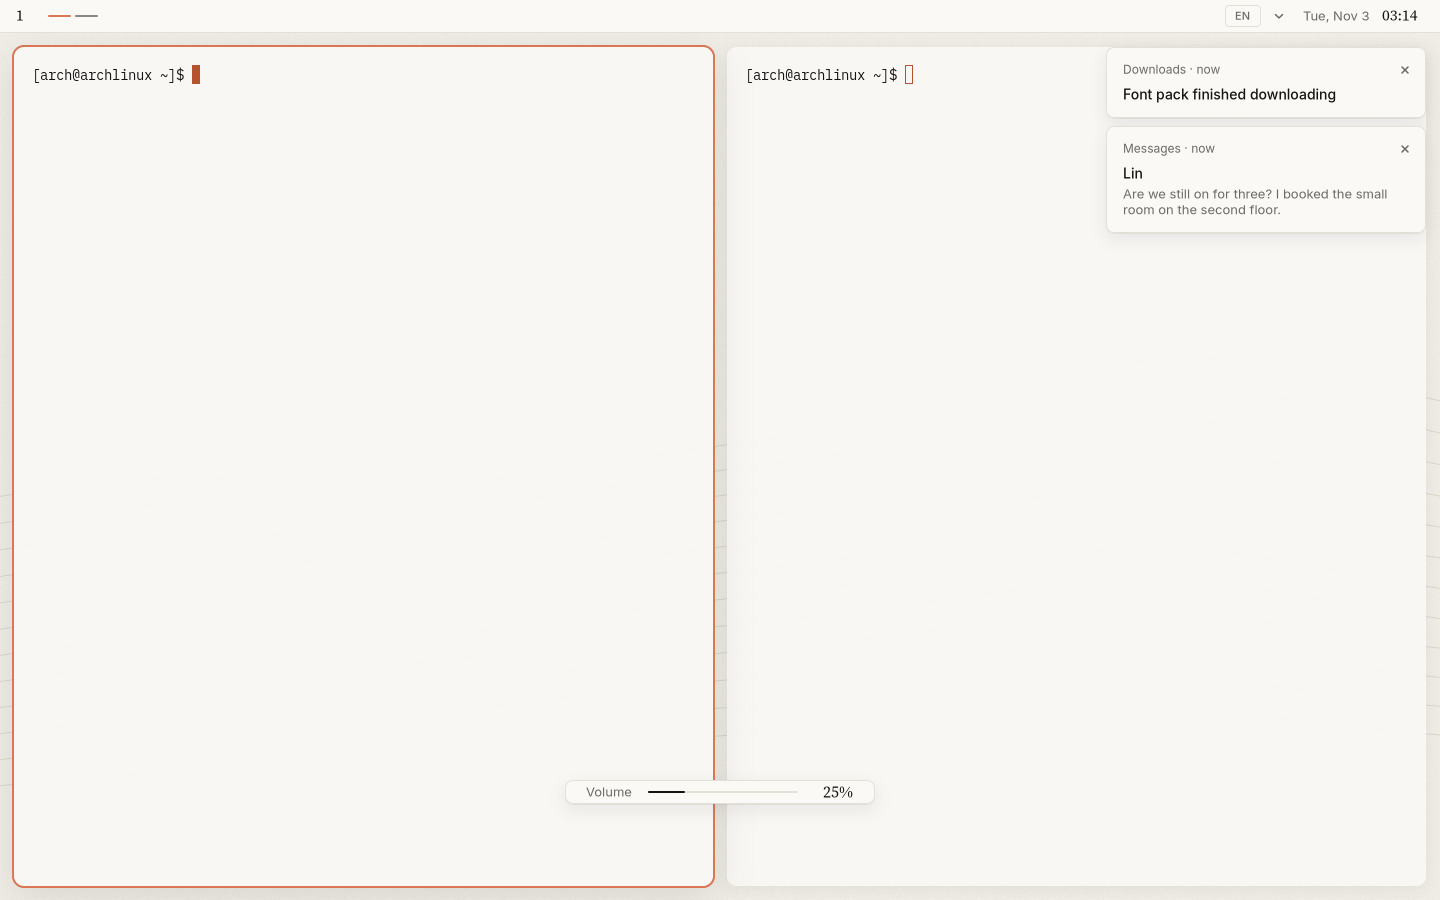 1
EN
Tue, Nov 3 03:14
[arch@archlinux ~]$
[arch@archlinux ~]$
Downloads · now
Font pack finished downloading
Messages · now
Lin
Are we still on for three? I booked the small
room on the second floor.
Volume 25%